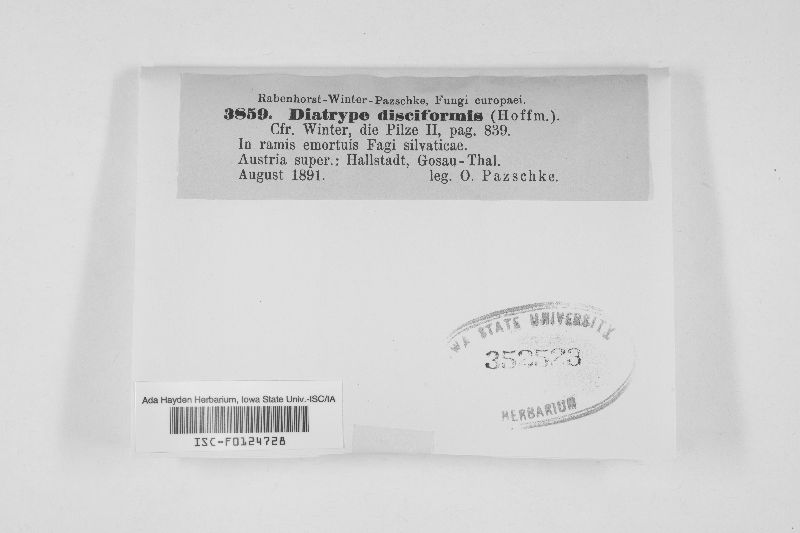 Rabenhorst-Winter-Pazschke, Fungi europaei.
3859. Diatrype disciformis (Hoffm.).
Cfr. Winter, die Pilze II, pag. 839.
In ramis emortuis Fagi silvaticae.
Austria super.: Hallstadt, Gosau-Thal.
August 1891. leg. O. Pazschke.
WA STATE UNIVERSITY
352523
HERBARIUM
Ada Hayden Herbarium, Iowa State Univ.-ISC/IA
ISC-F0124728